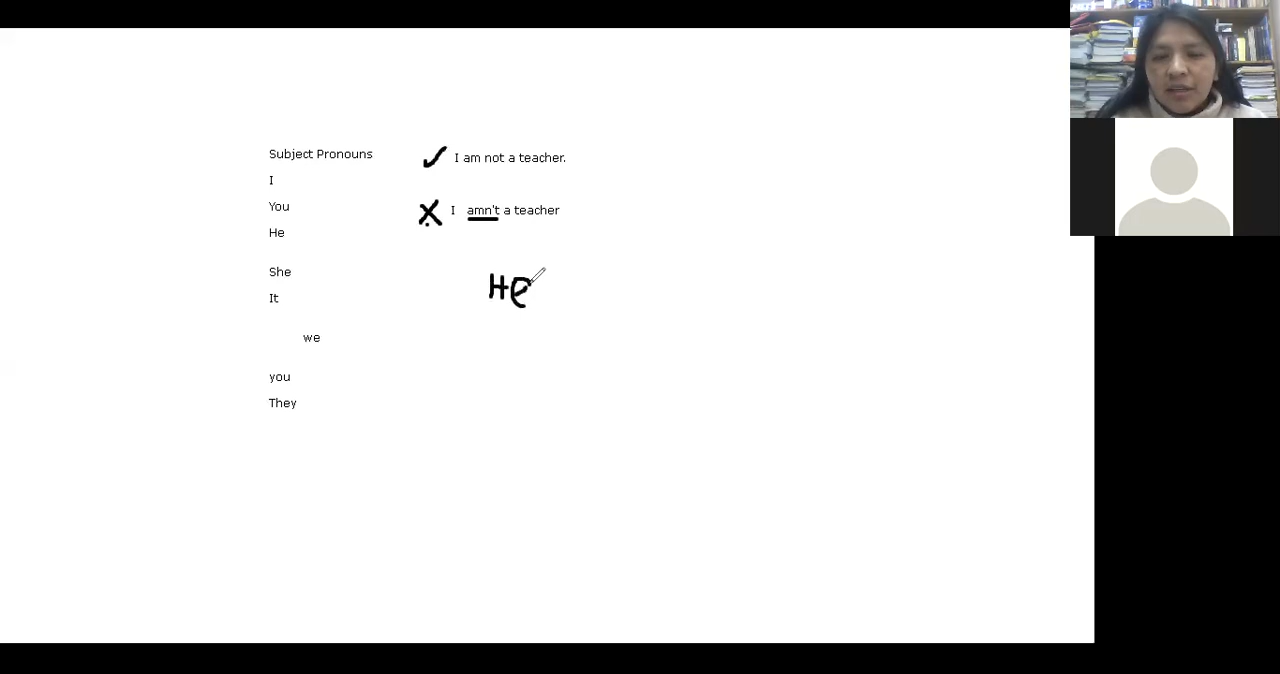 Subject Pronouns
I
You
He
She
It
we
you
They
I am not a teacher.
I amn't a teacher
He